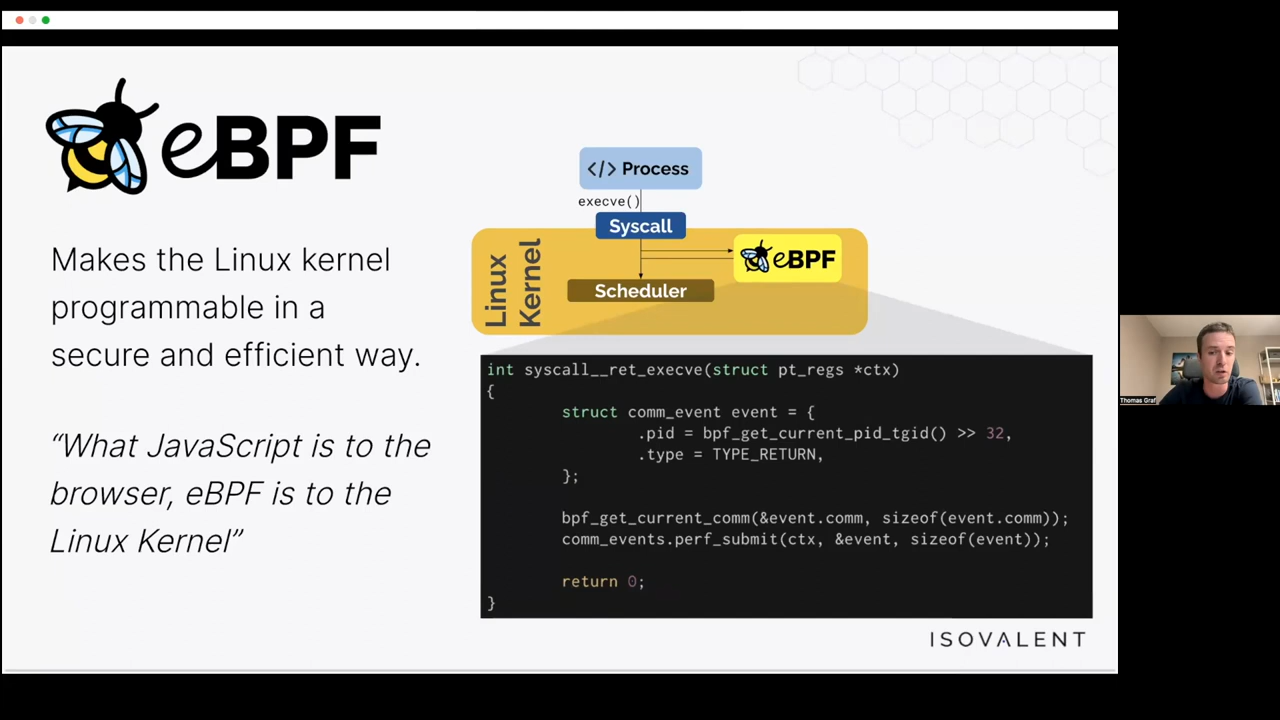 eBPF
Makes the Linux kernel
programmable in a
secure and efficient way.
“What JavaScript is to the
browser, eBPF is to the
Linux Kernel”
</> Process
execve()
Syscall
Linux
Kernel
eBPF
Scheduler
int syscall__ret_execve(struct pt_regs *ctx)
{
struct comm_event event = {
.pid = bpf_get_current_pid_tgid() >> 32,
.type = TYPE_RETURN,
};
bpf_get_current_comm(&event.comm, sizeof(event.comm));
comm_events.perf_submit(ctx, &event, sizeof(event));
return 0;
}
ISOVALENT
Thomas Graf